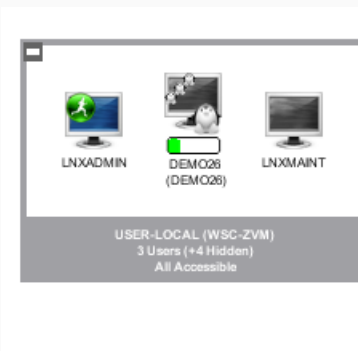 LNXADMIN
DEMO26
(DEMO26)
LNXMAINT
USER-LOCAL (WSC-ZVM)
3 Users (+4 Hidden)
All Accessible